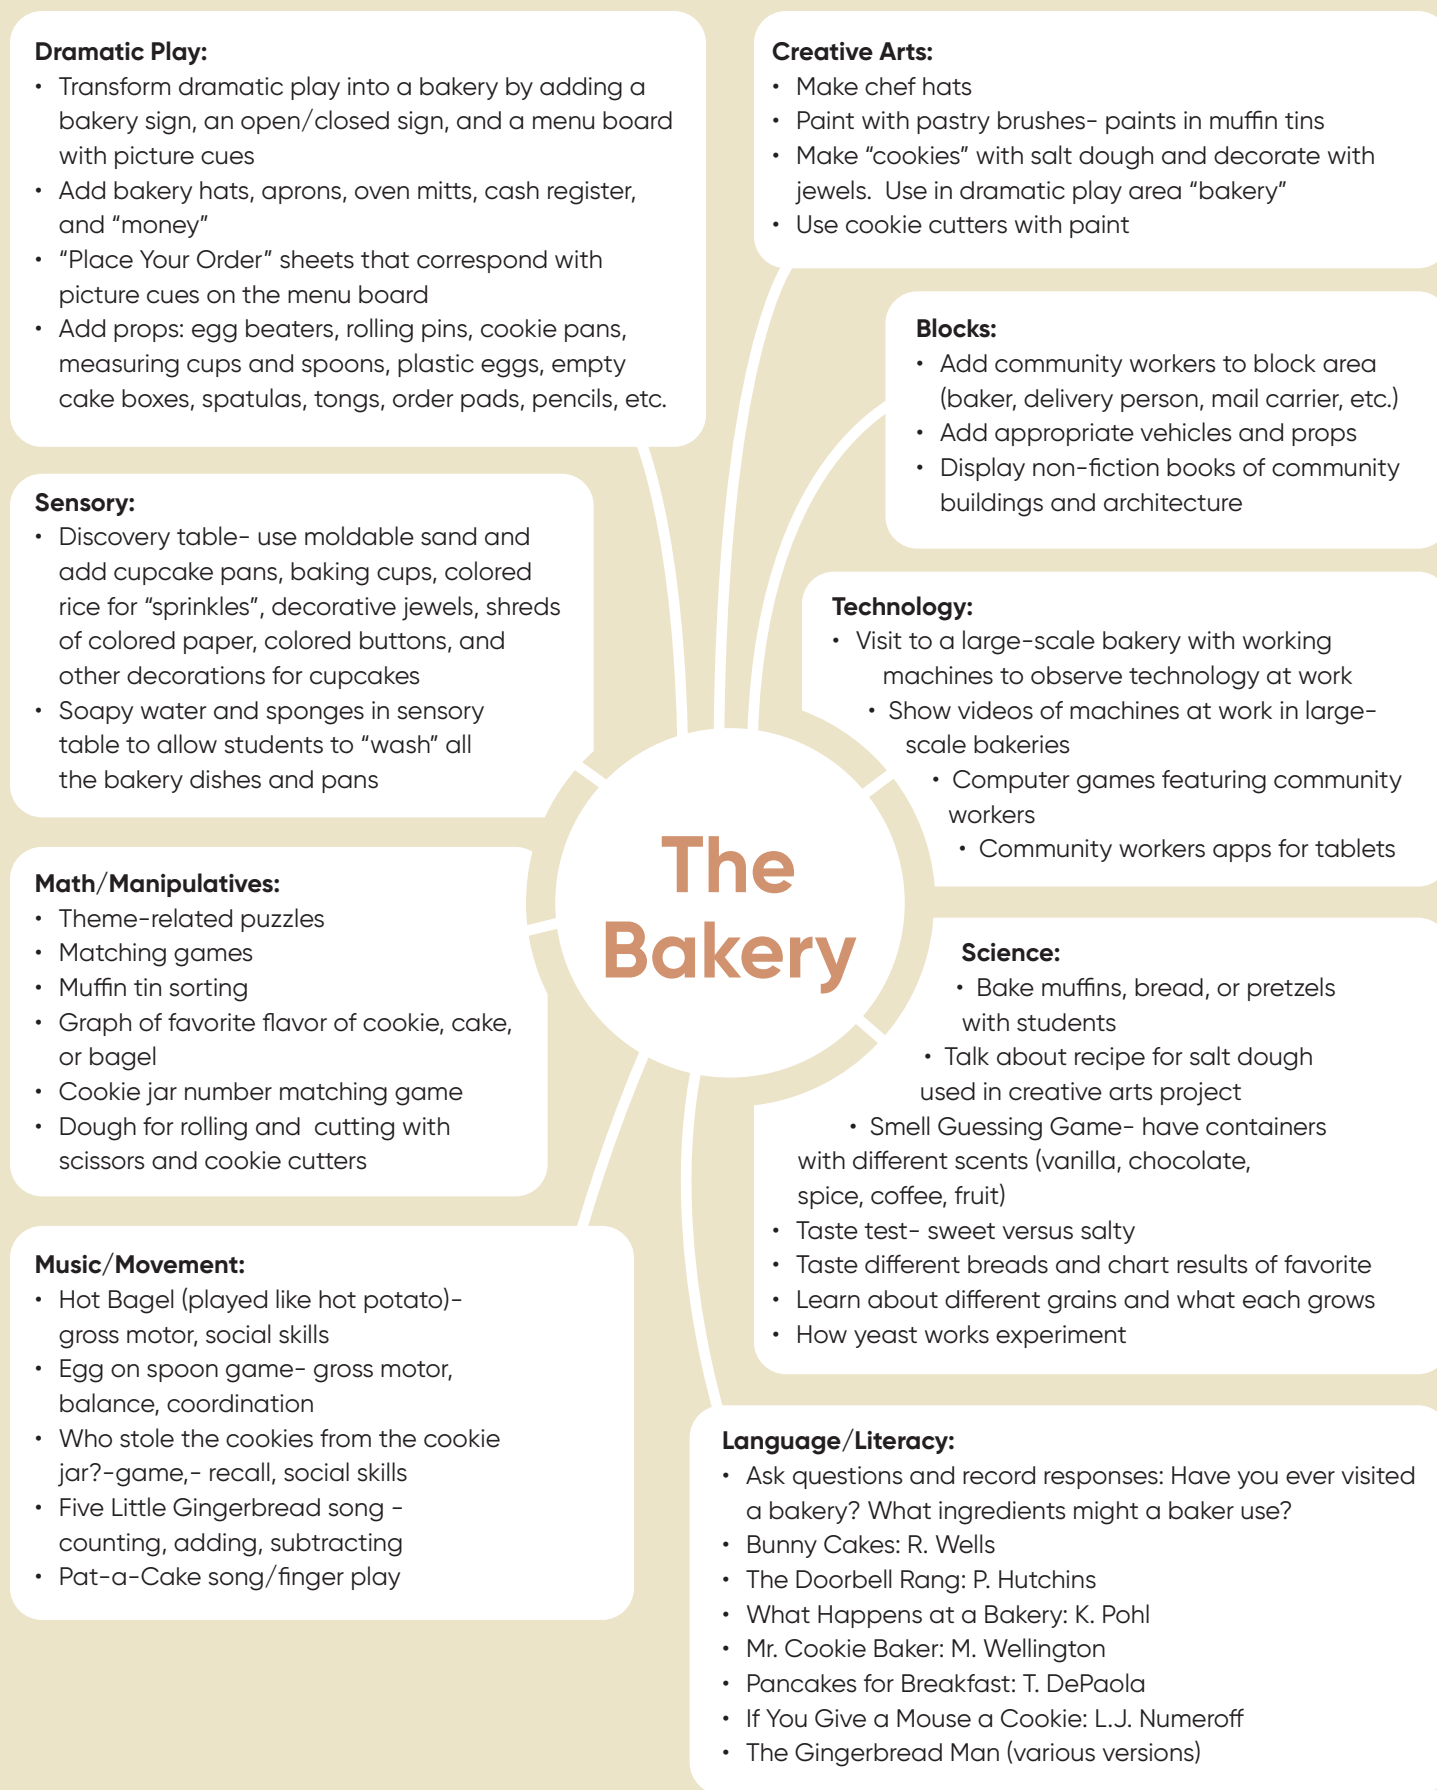 Dramatic Play:
• Transform dramatic play into a bakery by adding a
bakery sign, an open/closed sign, and a menu board
with picture cues
• Add bakery hats, aprons, oven mitts, cash register,
and “money”
• “Place Your Order” sheets that correspond with
picture cues on the menu board
• Add props: egg beaters, rolling pins, cookie pans,
measuring cups and spoons, plastic eggs, empty
cake boxes, spatulas, tongs, order pads, pencils, etc.
Sensory:
• Discovery table- use moldable sand and
add cupcake pans, baking cups, colored
rice for “sprinkles”, decorative jewels, shreds
of colored paper, colored buttons, and
other decorations for cupcakes
• Soapy water and sponges in sensory
table to allow students to “wash” all
the bakery dishes and pans
Math/Manipulatives:
• Theme-related puzzles
• Matching games
• Muffin tin sorting
• Graph of favorite flavor of cookie, cake,
or bagel
• Cookie jar number matching game
• Dough for rolling and  cutting with
scissors and cookie cutters
Music/Movement:
• Hot Bagel (played like hot potato)-
gross motor, social skills
• Egg on spoon game- gross motor,
balance, coordination
• Who stole the cookies from the cookie
jar?-game,- recall, social skills
• Five Little Gingerbread song -
counting, adding, subtracting
• Pat-a-Cake song/finger play
The
Bakery
Creative Arts:
• Make chef hats
• Paint with pastry brushes- paints in muffin tins
• Make “cookies” with salt dough and decorate with
jewels.  Use in dramatic play area “bakery”
• Use cookie cutters with paint
Blocks:
• Add community workers to block area
(baker, delivery person, mail carrier, etc.)
• Add appropriate vehicles and props
• Display non-fiction books of community
buildings and architecture
Technology:
• Visit to a large-scale bakery with working
machines to observe technology at work
• Show videos of machines at work in large-
scale bakeries
• Computer games featuring community
workers
• Community workers apps for tablets
Science:
• Bake muffins, bread, or pretzels
with students
• Talk about recipe for salt dough
used in creative arts project
• Smell Guessing Game- have containers
with different scents (vanilla, chocolate,
spice, coffee, fruit)
• Taste test- sweet versus salty
• Taste different breads and chart results of favorite
• Learn about different grains and what each grows
• How yeast works experiment
Language/Literacy:
• Ask questions and record responses: Have you ever visited
a bakery? What ingredients might a baker use?
• Bunny Cakes: R. Wells
• The Doorbell Rang: P. Hutchins
• What Happens at a Bakery: K. Pohl
• Mr. Cookie Baker: M. Wellington
• Pancakes for Breakfast: T. DePaola
• If You Give a Mouse a Cookie: L.J. Numeroff
• The Gingerbread Man (various versions)